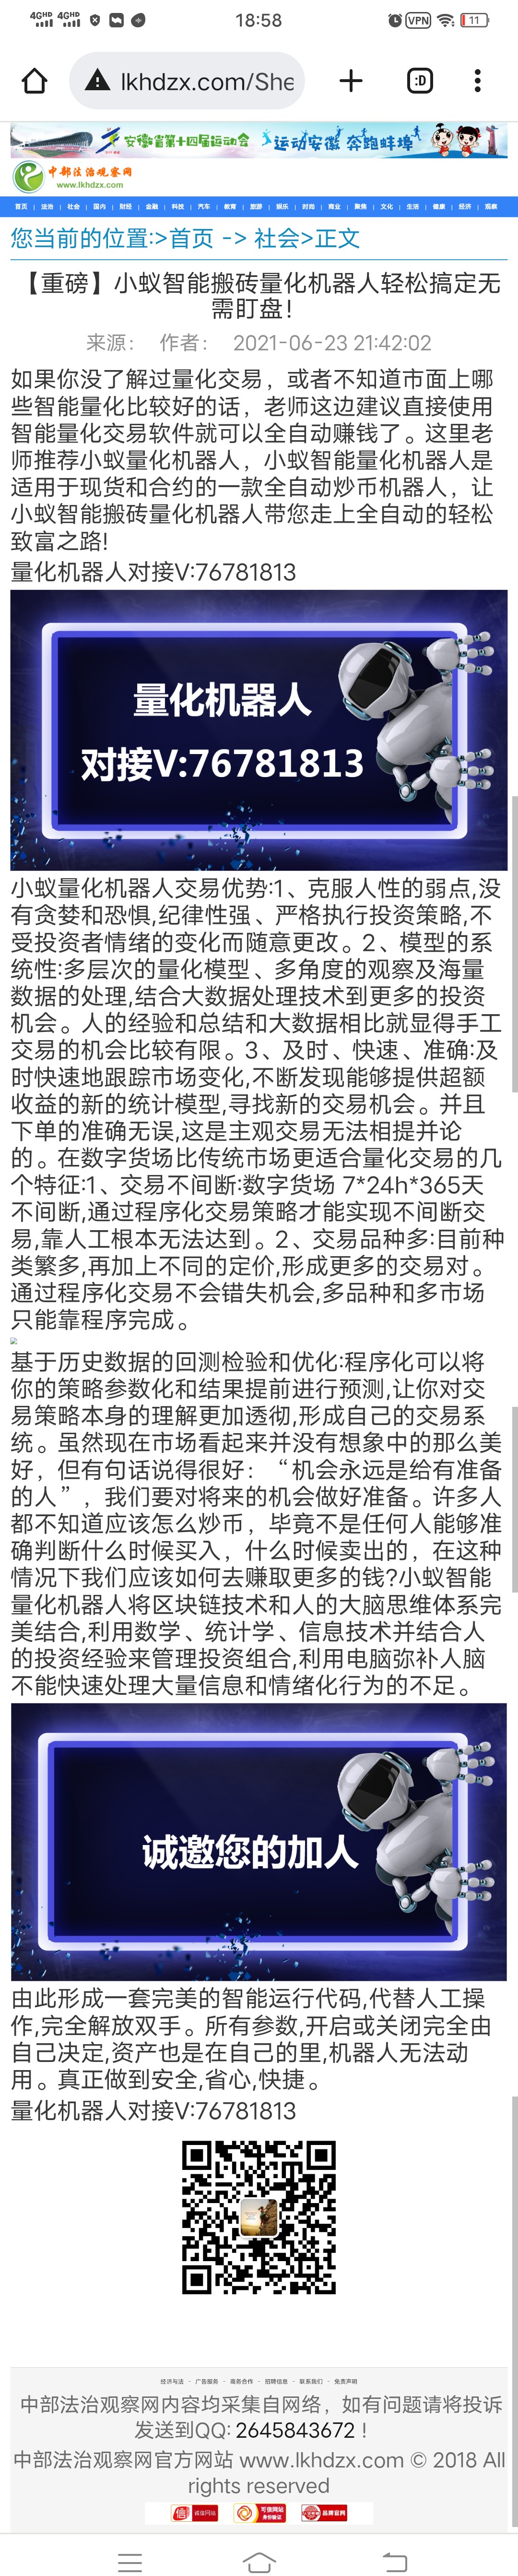 4GHD 4GHD 18:58 VPN 11
lkhdzx.com/She
:D
安徽省第十四届运动会 运动安徽 奔跑蚌埠
中部法治观察网
www.lkhdzx.com
首页 | 法治 | 社会 | 国内 | 财经 | 金融 | 科技 | 汽车 | 教育 | 旅游 | 娱乐 | 时尚 | 商业 | 聚焦 | 文化 | 生活 | 健康 | 经济 | 观察
您当前的位置:>首页 -> 社会>正文
【重磅】小蚁智能搬砖量化机器人轻松搞定无
需盯盘！
来源： 作者： 2021-06-23 21:42:02
如果你没了解过量化交易，或者不知道市面上哪
些智能量化比较好的话，老师这边建议直接使用
智能量化交易软件就可以全自动赚钱了。这里老
师推荐小蚁量化机器人，小蚁智能量化机器人是
适用于现货和合约的一款全自动炒币机器人，让
小蚁智能搬砖量化机器人带您走上全自动的轻松
致富之路!
量化机器人对接V:76781813
量化机器人
对接V:76781813
小蚁量化机器人交易优势:1、克服人性的弱点,没
有贪婪和恐惧,纪律性强、严格执行投资策略,不
受投资者情绪的变化而随意更改。2、模型的系
统性:多层次的量化模型、多角度的观察及海量
数据的处理,结合大数据处理技术到更多的投资
机会。人的经验和总结和大数据相比就显得手工
交易的机会比较有限。3、及时、快速、准确:及
时快速地跟踪市场变化,不断发现能够提供超额
收益的新的统计模型,寻找新的交易机会。并且
下单的准确无误,这是主观交易无法相提并论
的。在数字货场比传统市场更适合量化交易的几
个特征:1、交易不间断:数字货场 7*24h*365天
不间断,通过程序化交易策略才能实现不间断交
易,靠人工根本无法达到。2、交易品种多:目前种
类繁多,再加上不同的定价,形成更多的交易对。
通过程序化交易不会错失机会,多品种和多市场
只能靠程序完成。
基于历史数据的回测检验和优化:程序化可以将
你的策略参数化和结果提前进行预测,让你对交
易策略本身的理解更加透彻,形成自己的交易系
统。虽然现在市场看起来并没有想象中的那么美
好，但有句话说得很好：“机会永远是给有准备
的人”，我们要对将来的机会做好准备。许多人
都不知道应该怎么炒币，毕竟不是任何人能够准
确判断什么时候买入，什么时候卖出的，在这种
情况下我们应该如何去赚取更多的钱?小蚁智能
量化机器人将区块链技术和人的大脑思维体系完
美结合,利用数学、统计学、信息技术并结合人
的投资经验来管理投资组合,利用电脑弥补人脑
不能快速处理大量信息和情绪化行为的不足。
诚邀您的加人
由此形成一套完美的智能运行代码,代替人工操
作,完全解放双手。所有参数,开启或关闭完全由
自己决定,资产也是在自己的里,机器人无法动
用。真正做到安全,省心,快捷。
量化机器人对接V:76781813
经济与法 - 广告服务 - 商务合作 - 招聘信息 - 联系我们 - 免责声明
中部法治观察网内容均采集自网络，如有问题请将投诉
发送到QQ: 2645843672！
中部法治观察网官方网站 www.lkhdzx.com © 2018 All
rights reserved
信 诚信网站 可信网站 身份验证 品牌官网